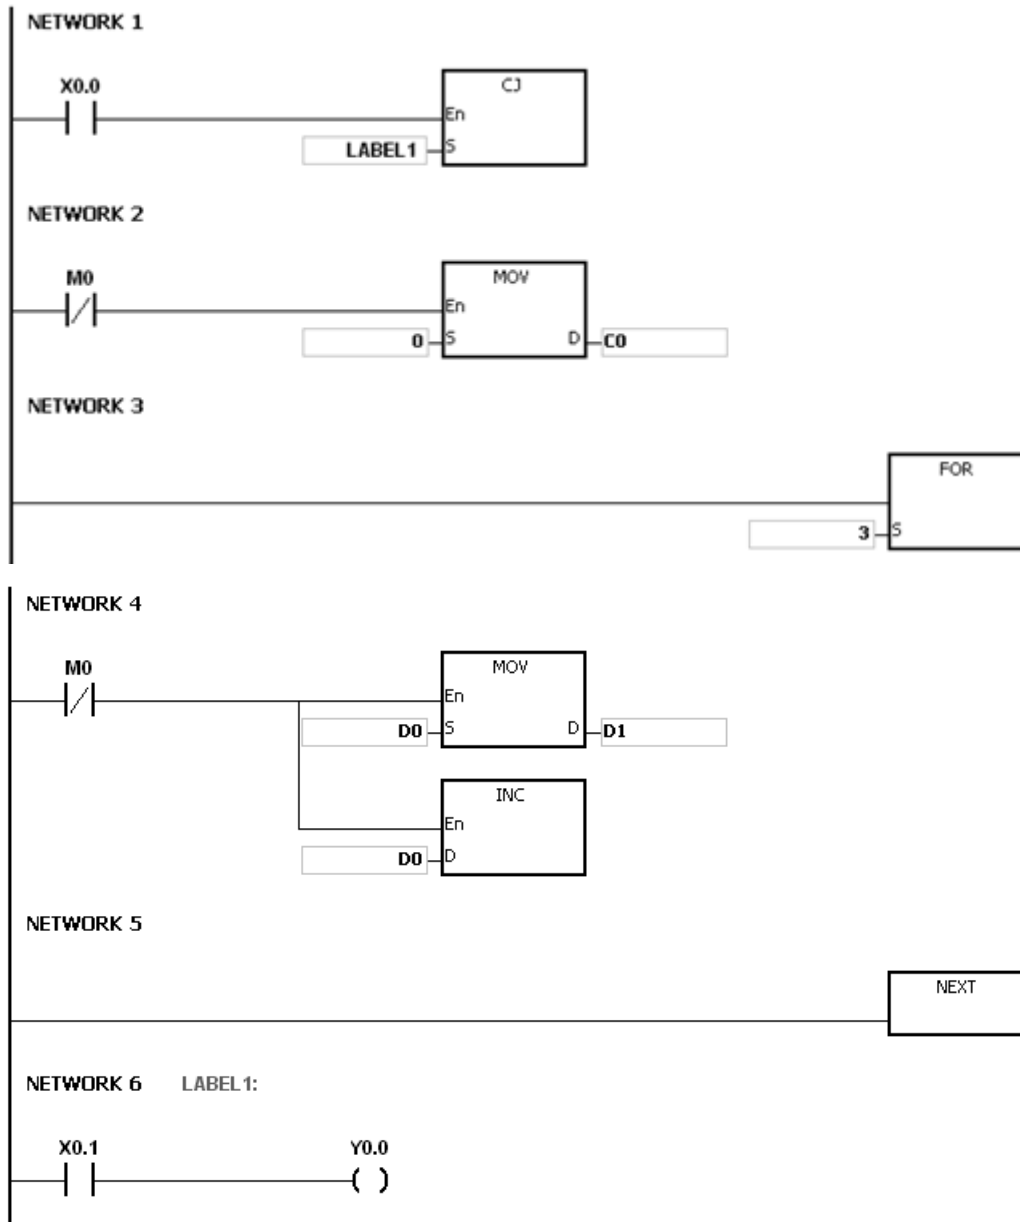 NETWORK 1
X0.0
CJ
En
LABEL1 S
NETWORK 2
M0
MOV
En
0 S D C0
NETWORK 3
FOR
3 S
NETWORK 4
M0
MOV
En
D0 S D D1
INC
En
D0 D
NETWORK 5
NEXT
NETWORK 6 LABEL1:
X0.1 Y0.0